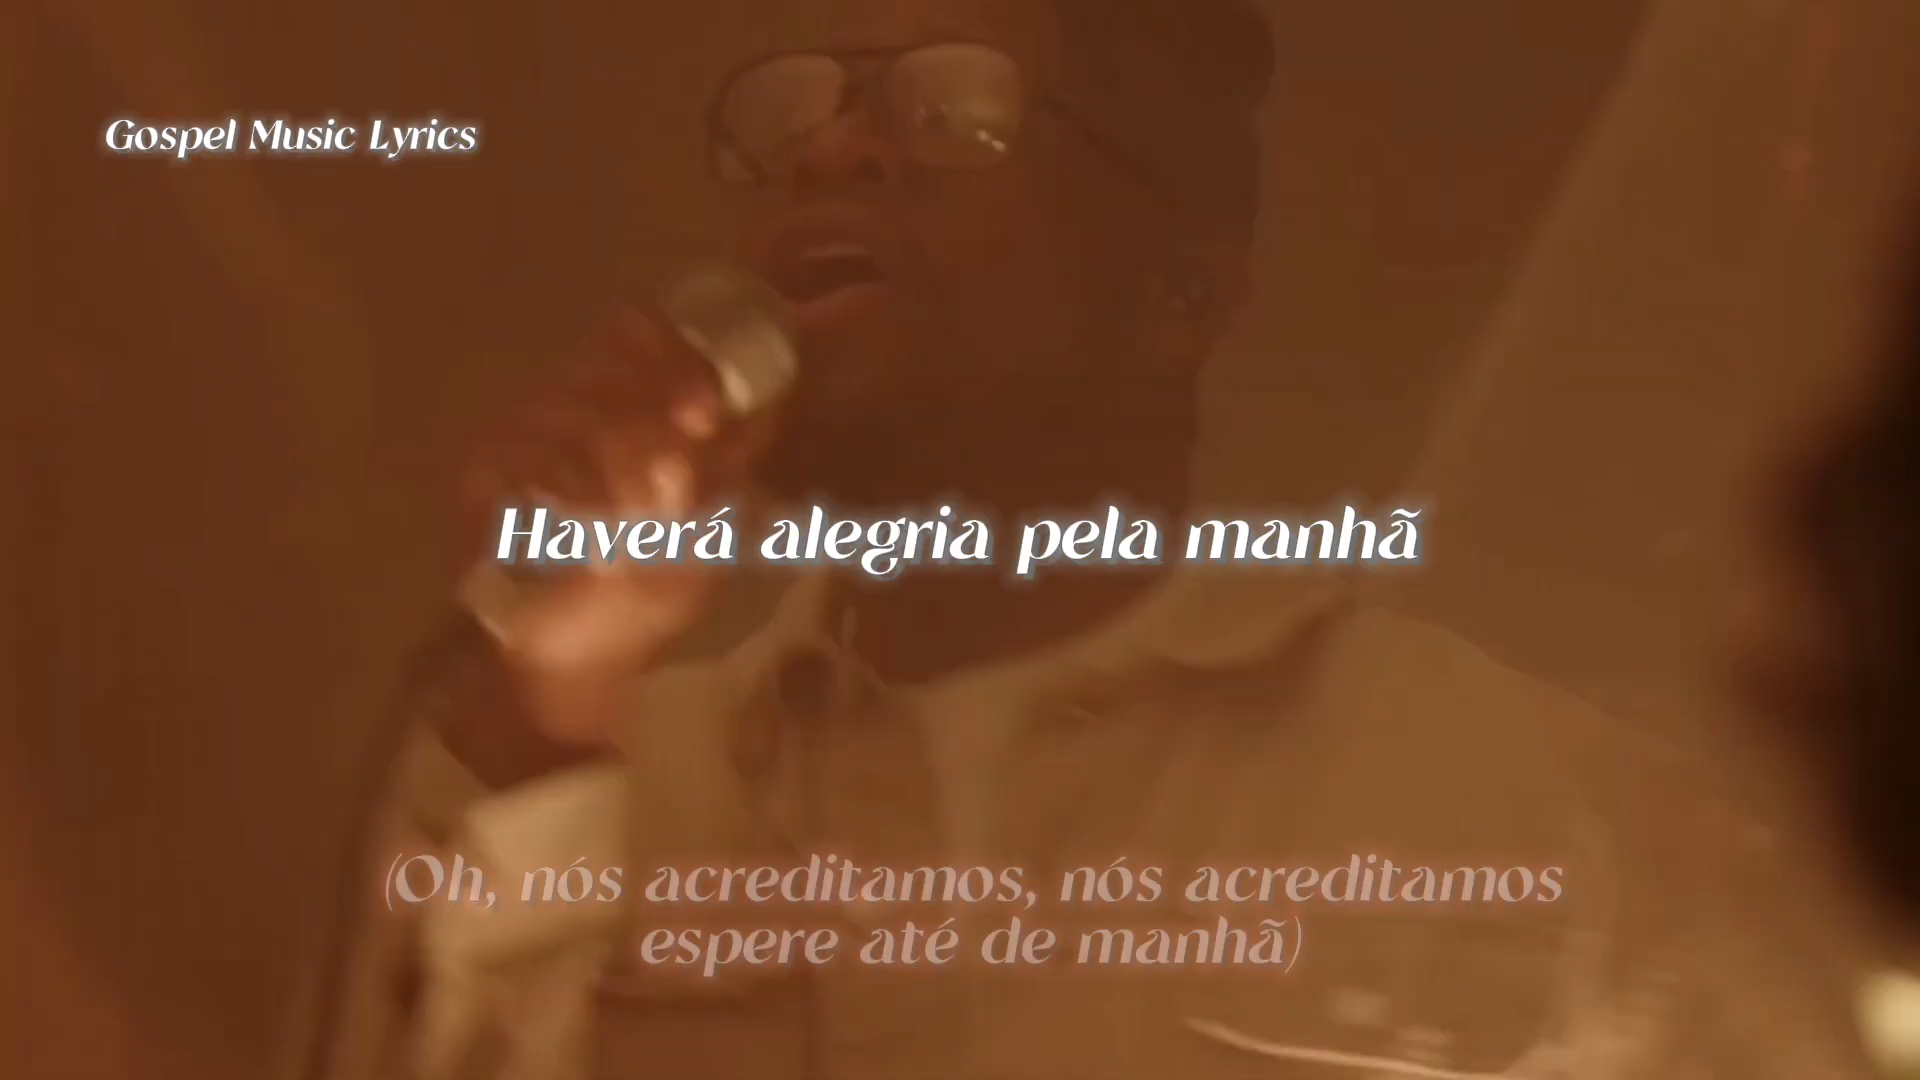 Gospel Music Lyrics
Haverá alegria pela manhã
(Oh, nós acreditamos, nós acreditamos
espere até de manhã)